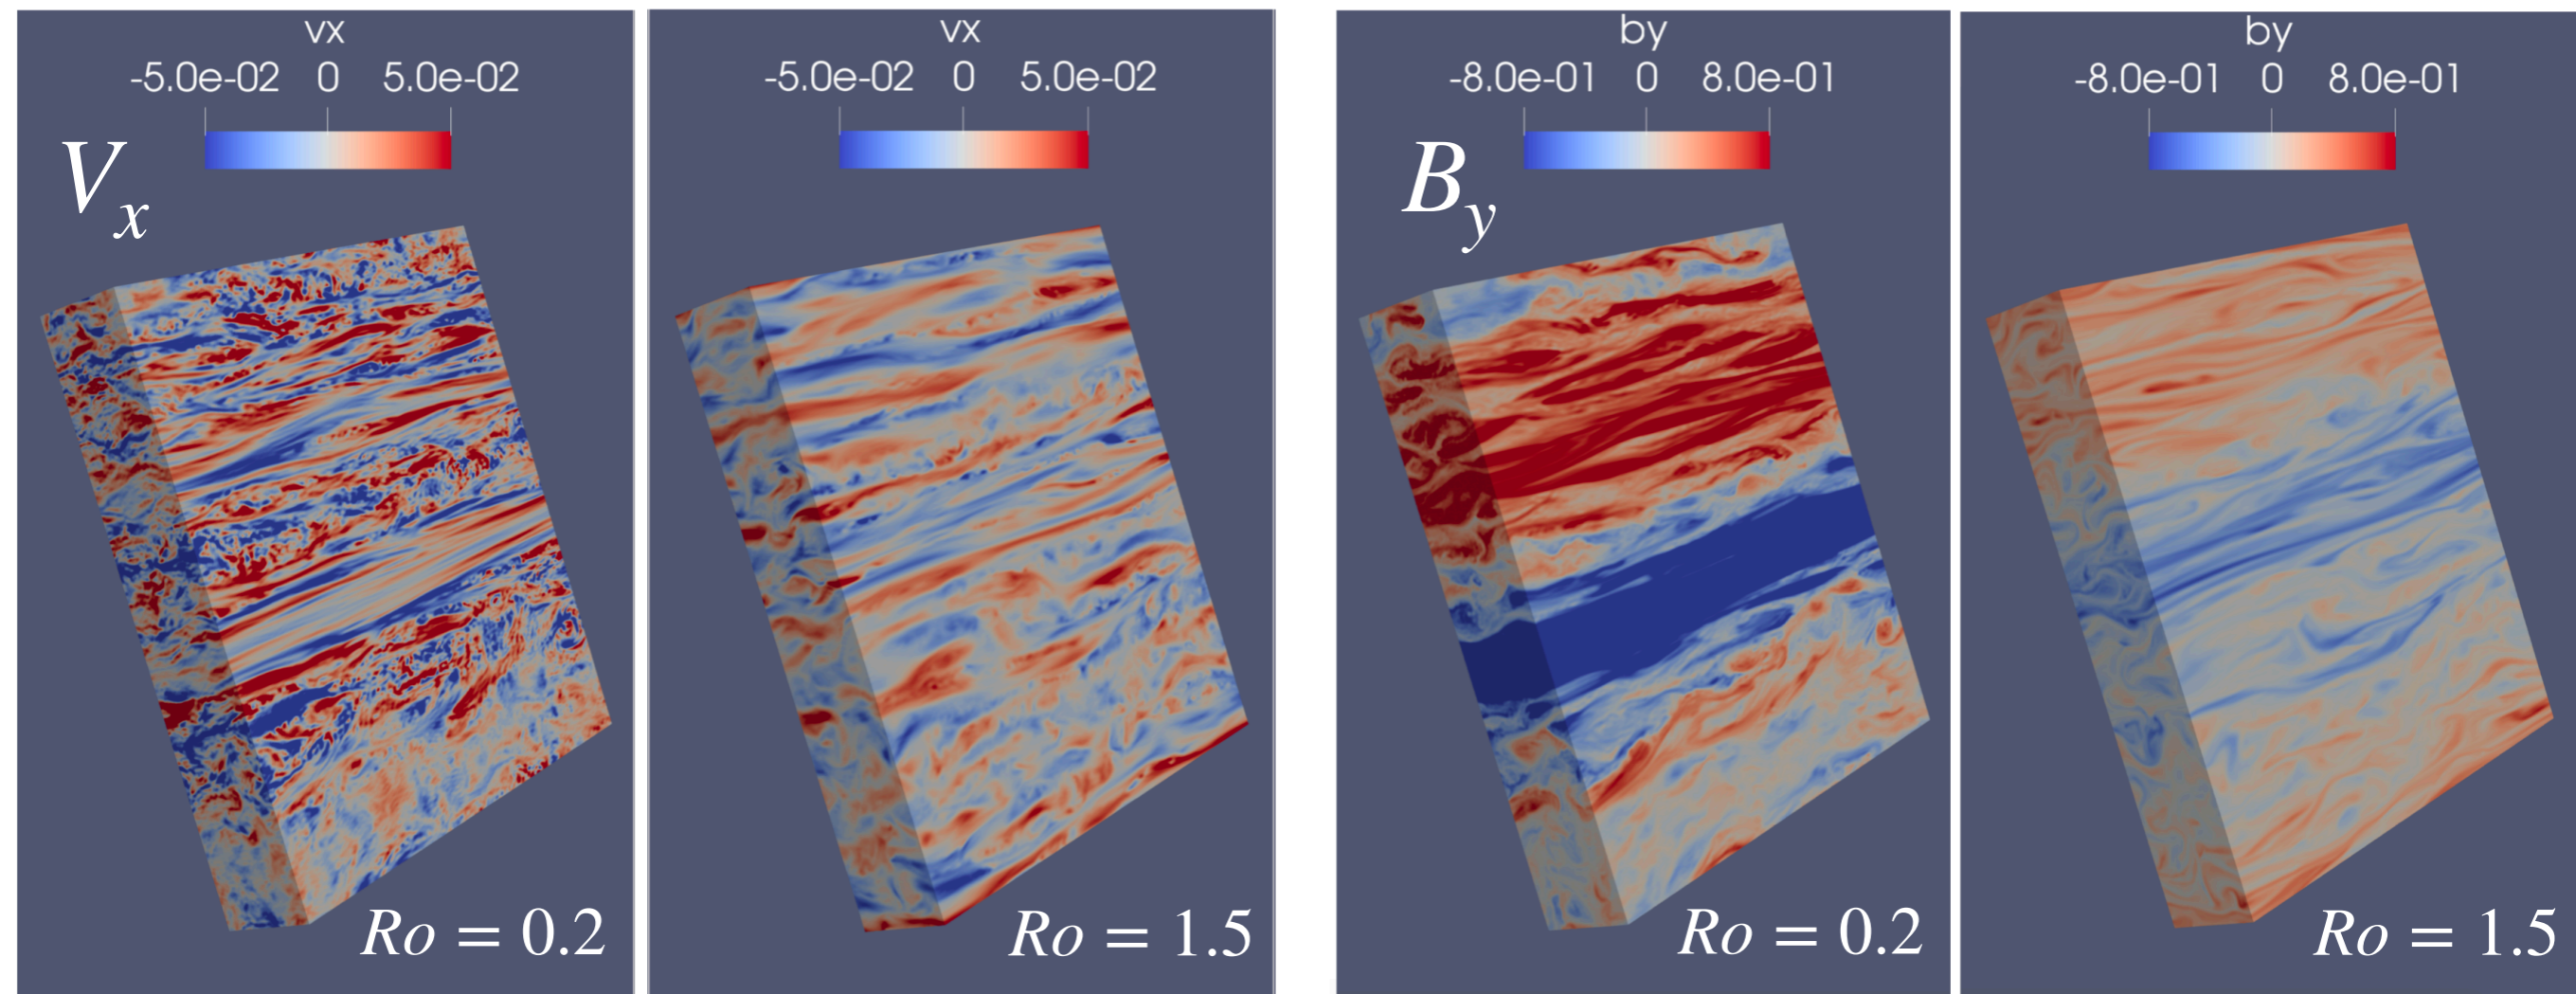 vx
-5.0e-02 0 5.0e-02
V_x
Ro = 0.2
vx
-5.0e-02 0 5.0e-02
Ro = 1.5
by
-8.0e-01 0 8.0e-01
B_y
Ro = 0.2
by
-8.0e-01 0 8.0e-01
Ro = 1.5